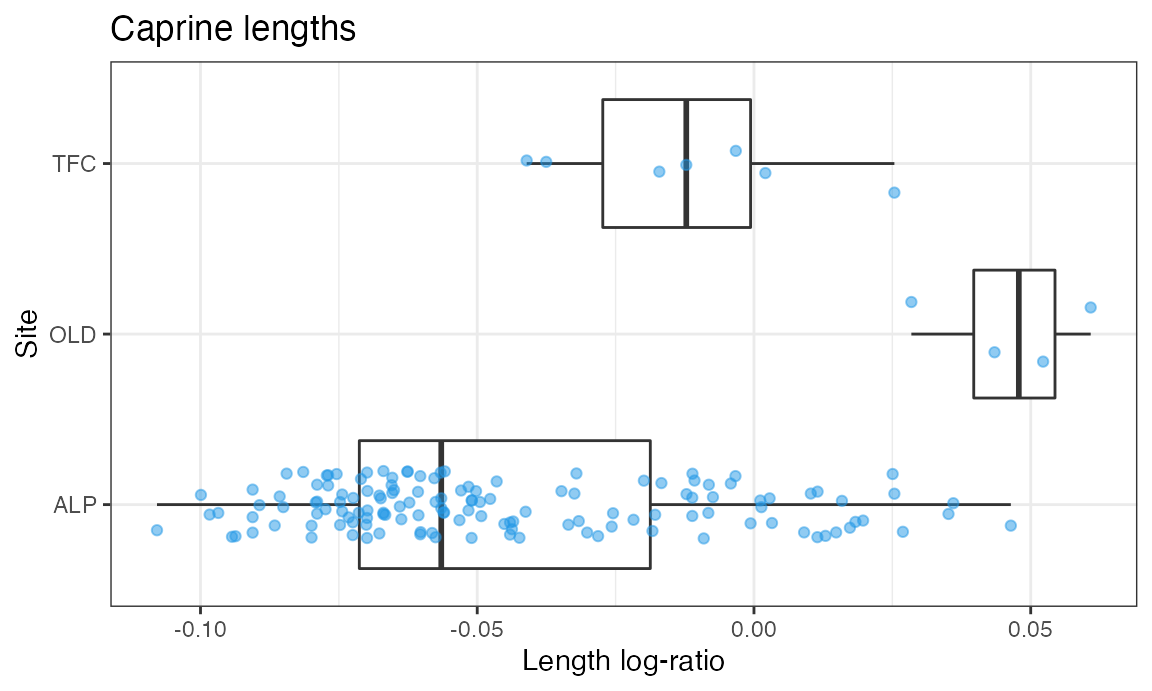 Caprine lengths
TFC
OLD
ALP
Site
-0.10
-0.05
0.00
0.05
Length log-ratio